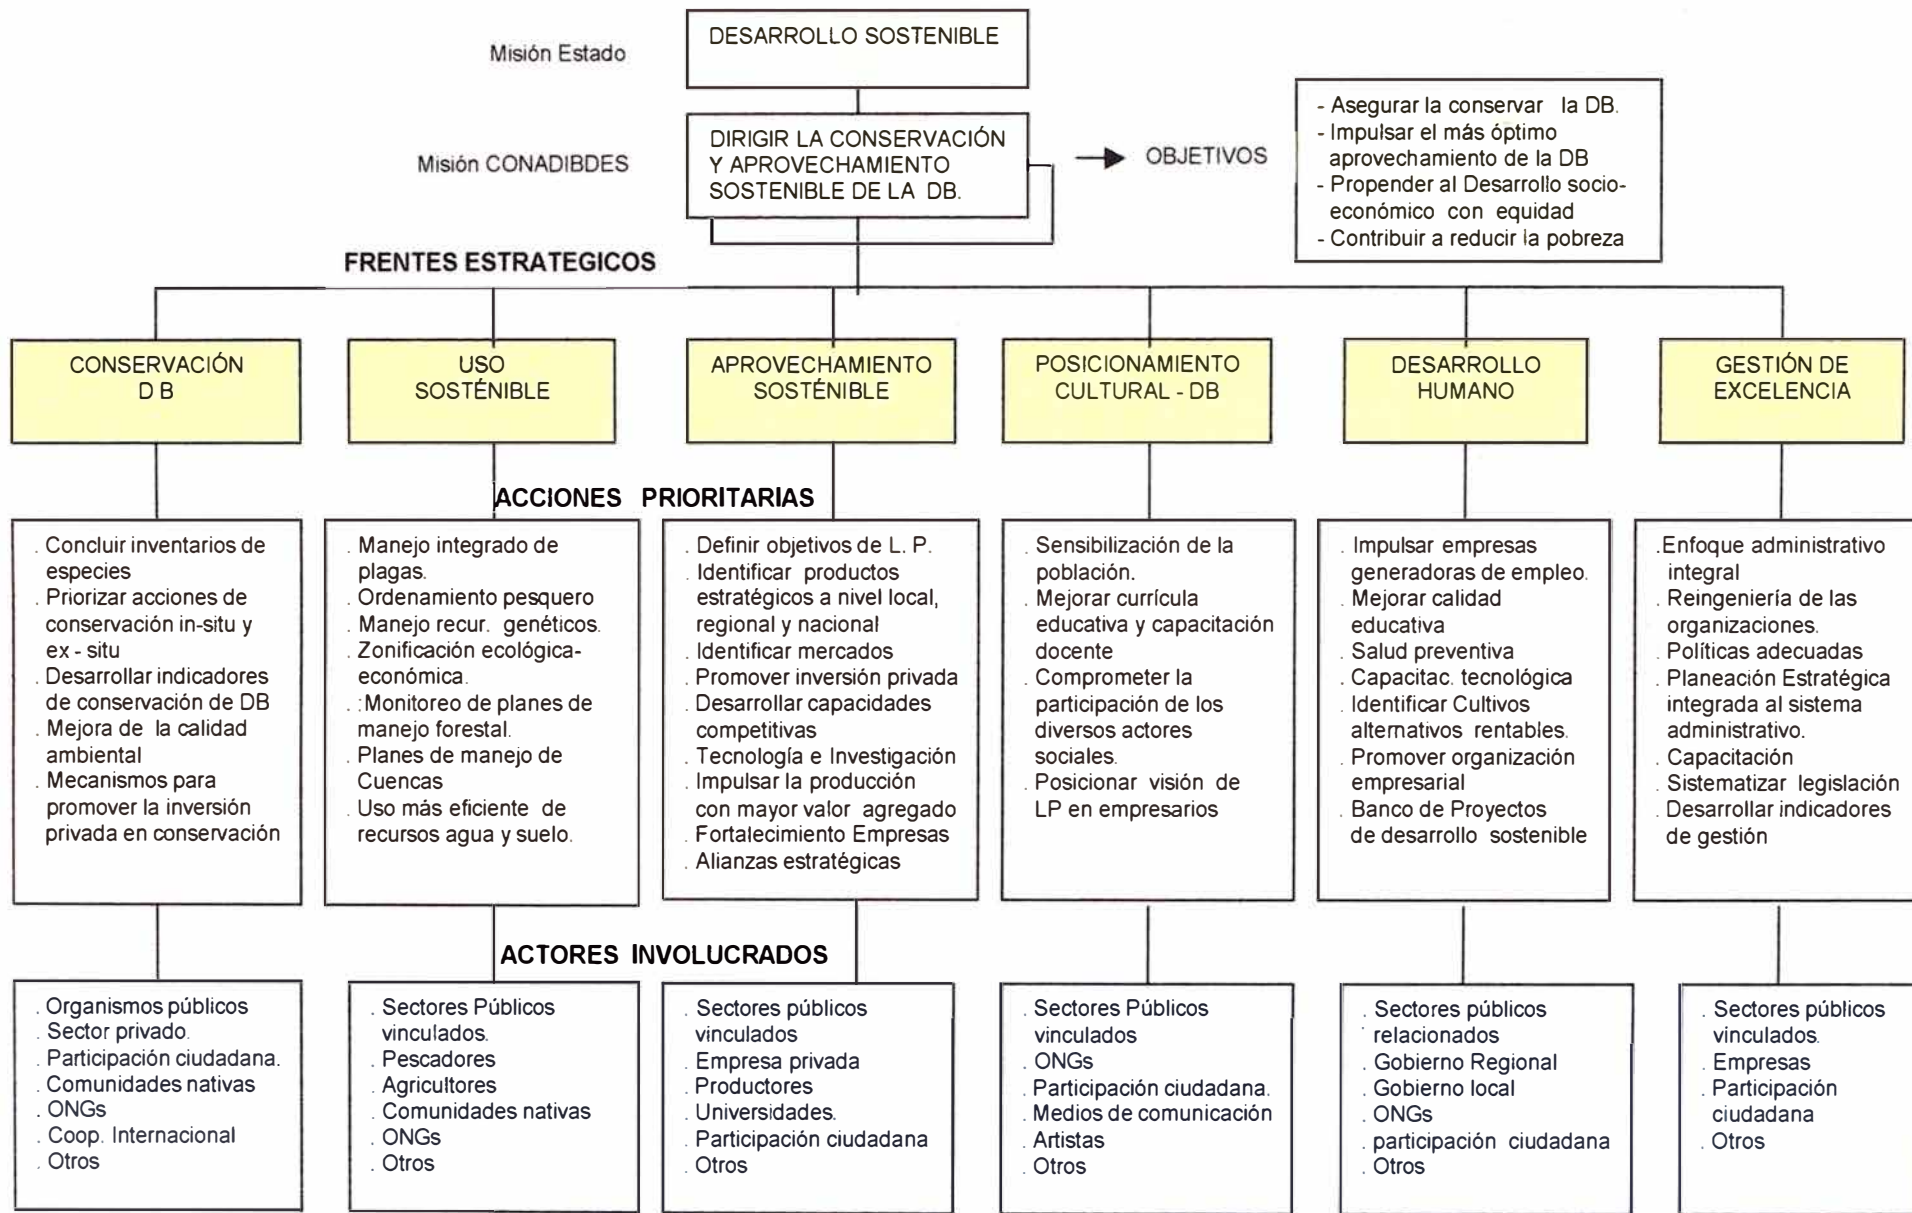 Misión Estado
DESARROLLO SOSTENIBLE
Misión CONADIBDES
DIRIGIR LA CONSERVACIÓN
Y APROVECHAMIENTO
SOSTENIBLE DE LA DB.
OBJETIVOS
- Asegurar la conservar la DB.
- Impulsar el más óptimo
aprovechamiento de la DB
- Propender al Desarrollo socio-
económico con equidad
- Contribuir a reducir la pobreza
FRENTES ESTRATEGICOS
CONSERVACIÓN
D B
USO
SOSTÉNIBLE
APROVECHAMIENTO
SOSTÉNIBLE
POSICIONAMIENTO
CULTURAL - DB
DESARROLLO
HUMANO
GESTIÓN DE
EXCELENCIA
ACCIONES PRIORITARIAS
. Concluir inventarios de
especies
. Priorizar acciones de
conservación in-situ y
ex - situ
. Desarrollar indicadores
de conservación de DB
. Mejora de la calidad
ambiental
. Mecanismos para
promover la inversión
privada en conservación
. Manejo integrado de
plagas.
. Ordenamiento pesquero
. Manejo recur. genéticos.
. Zonificación ecológica-
económica.
. :Monitoreo de planes de
manejo forestal.
. Planes de manejo de
Cuencas
. Uso más eficiente de
recursos agua y suelo.
. Definir objetivos de L. P.
. Identificar productos
estratégicos a nivel local,
regional y nacional
. Identificar mercados
. Promover inversión privada
. Desarrollar capacidades
competitivas
. Tecnología e Investigación
. Impulsar la producción
con mayor valor agregado
. Fortalecimiento Empresas
. Alianzas estratégicas
. Sensibilización de la
población.
. Mejorar currícula
educativa y capacitación
docente
. Comprometer la
participación de los
diversos actores
sociales.
. Posicionar visión de
LP en empresarios
. Impulsar empresas
generadoras de empleo.
. Mejorar calidad
educativa
. Salud preventiva
. Capacitac. tecnológica
. Identificar Cultivos
alternativos rentables.
. Promover organización
empresarial
. Banco de Proyectos
de desarrollo sostenible
.Enfoque administrativo
integral
. Reingeniería de las
organizaciones.
. Políticas adecuadas
. Planeación Estratégica
integrada al sistema
administrativo.
. Capacitación
. Sistematizar legislación
. Desarrollar indicadores
de gestión
ACTORES INVOLUCRADOS
. Organismos públicos
. Sector privado.
. Participación ciudadana.
. Comunidades nativas
. ONGs
. Coop. Internacional
. Otros
. Sectores Públicos
vinculados.
. Pescadores
. Agricultores
. Comunidades nativas
. ONGs
. Otros
. Sectores públicos
vinculados
. Empresa privada
. Productores
. Universidades.
. Participación ciudadana
. Otros
. Sectores Públicos
vinculados
. ONGs
. Participación ciudadana.
. Medios de comunicación
. Artistas
. Otros
. Sectores públicos
relacionados
. Gobierno Regional
. Gobierno local
. ONGs
. participación ciudadana
. Otros
. Sectores públicos
vinculados.
. Empresas
. Participación
ciudadana
. Otros